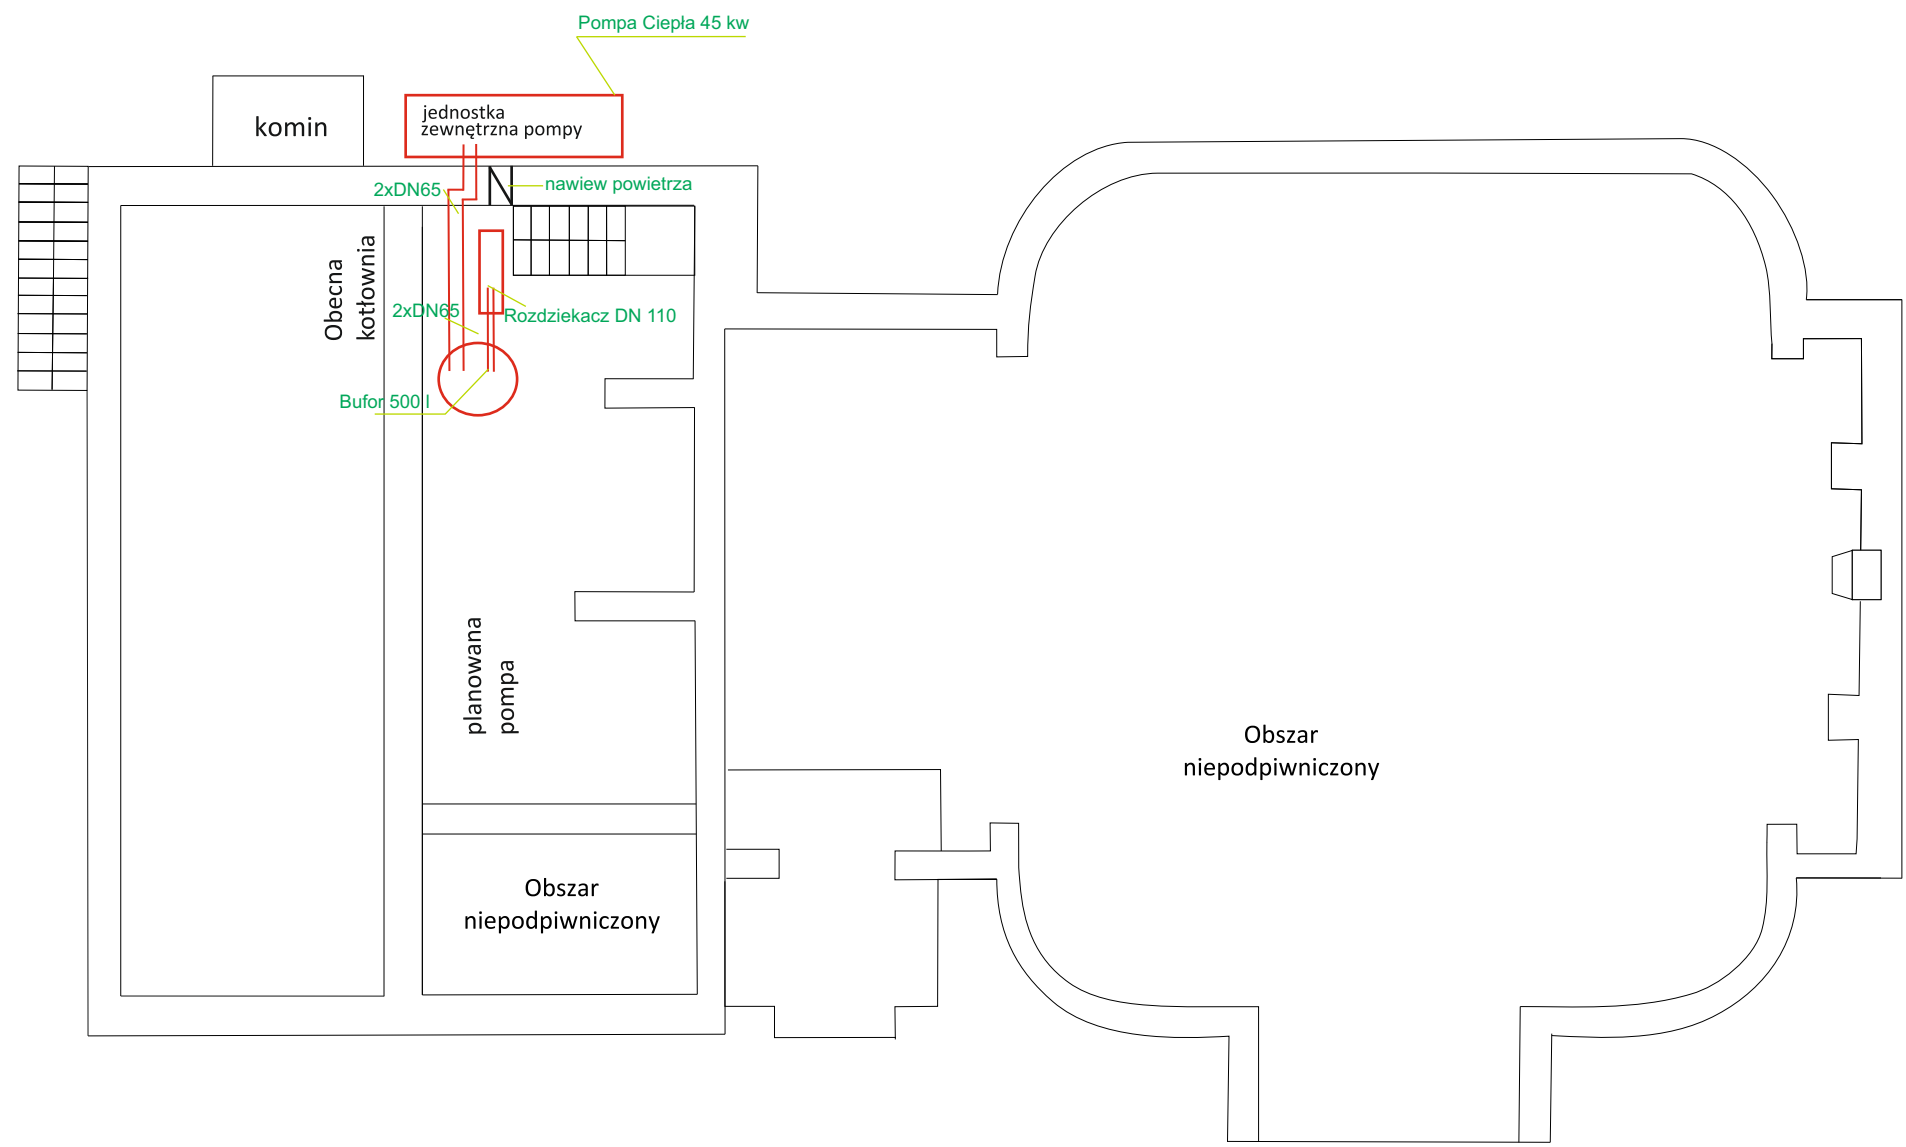 Pompa Ciepła 45 kw
komin
jednostka
zewnętrzna pompy
2xDN65
nawiew powietrza
Obecna
kotłownia
2xDN65
Rozdziekacz DN 110
Bufor 500 l
planowana
pompa
Obszar
niepodpiwniczony
Obszar
niepodpiwniczony